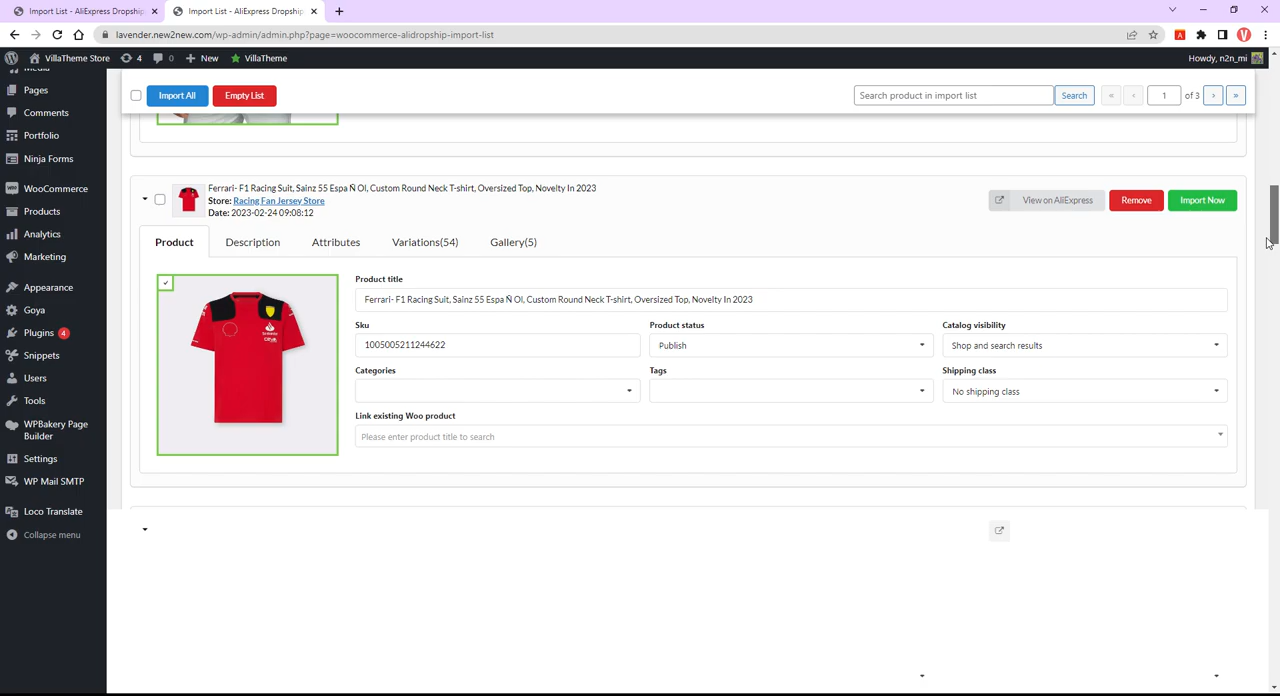 Import List - AliExpress Dropship
Import List - AliExpress Dropship
lavender.new2new.com/wp-admin/admin.php?page=woocommerce-alidropship-import-list
VillaTheme Store 4 0 New VillaTheme Howdy, n2n_mi
Pages
Comments
Portfolio
Ninja Forms
WooCommerce
Products
Analytics
Marketing
Appearance
Goya
Plugins 4
Snippets
Users
Tools
WPBakery Page
Builder
Settings
WP Mail SMTP
Loco Translate
Collapse menu
Import All Empty List Search product in import list Search « ‹ 1 of 3 › »
Ferrari- F1 Racing Suit, Sainz 55 Espa Ñ Ol, Custom Round Neck T-shirt, Oversized Top, Novelty In 2023
Store: Racing Fan Jersey Store
Date: 2023-02-24 09:08:12
View on AliExpress Remove Import Now
Product Description Attributes Variations(54) Gallery(5)
Product title
Ferrari- F1 Racing Suit, Sainz 55 Espa Ñ Ol, Custom Round Neck T-shirt, Oversized Top, Novelty In 2023
Sku Product status Catalog visibility
1005005211244622 Publish Shop and search results
Categories Tags Shipping class
No shipping class
Link existing Woo product
Please enter product title to search